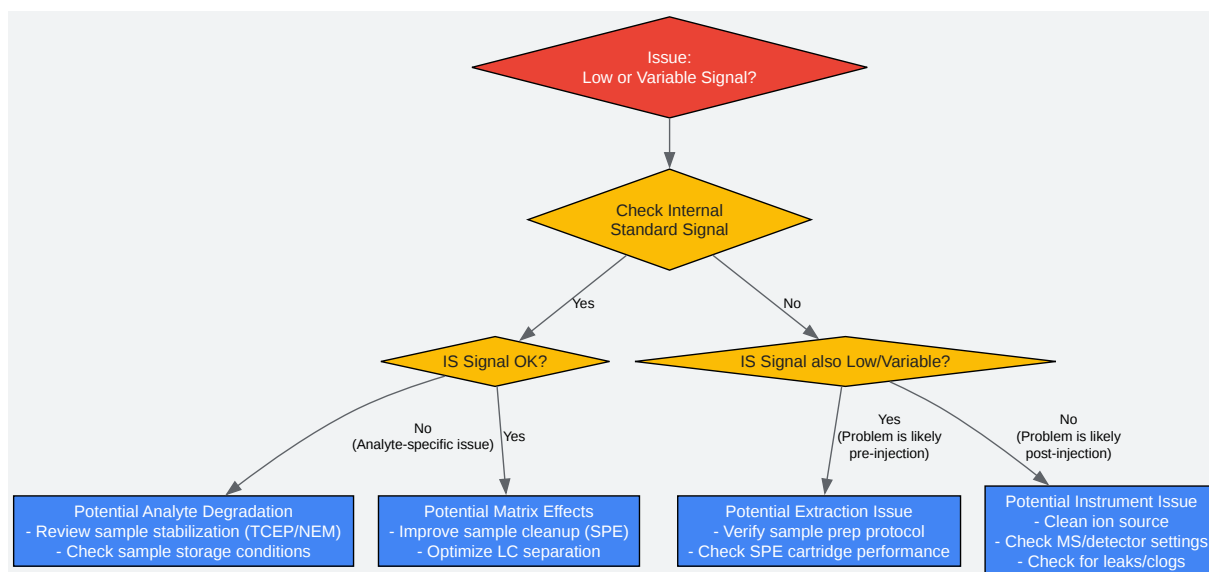 Issue:
Low or Variable Signal?
Check Internal
Standard Signal
Yes
No
IS Signal OK?
IS Signal also Low/Variable?
No
(Analyte-specific issue)
Yes
Yes
(Problem is likely
pre-injection)
No
(Problem is likely
post-injection)
Potential Analyte Degradation
- Review sample stabilization (TCEP/NEM)
- Check sample storage conditions
Potential Matrix Effects
- Improve sample cleanup (SPE)
- Optimize LC separation
Potential Extraction Issue
- Verify sample prep protocol
- Check SPE cartridge performance
Potential Instrument Issue
- Clean ion source
- Check MS/detector settings
- Check for leaks/clogs